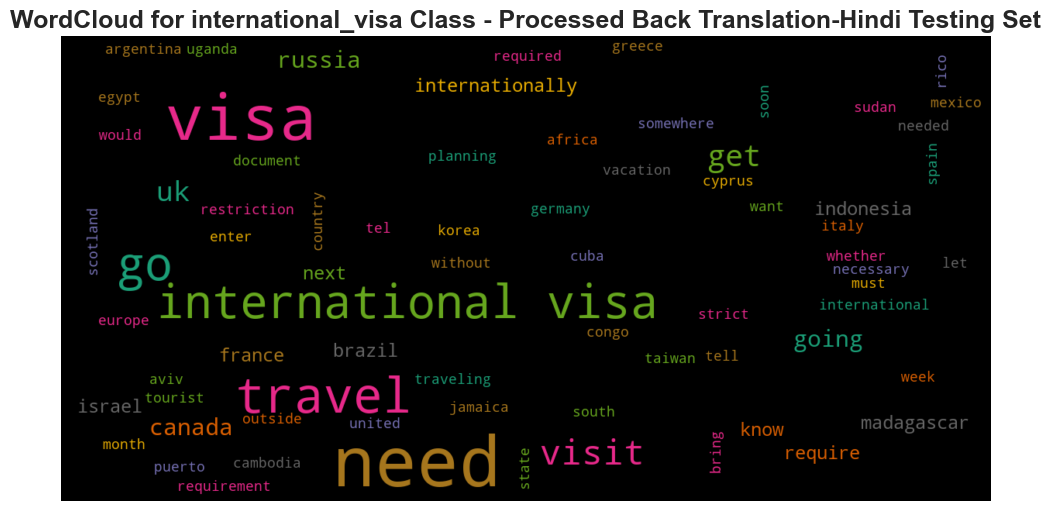 WordCloud for international_visa Class - Processed Back Translation-Hindi Testing Set
argentina uganda
russia
required
greece
rico
egypt
visa
internationally
soon
sudan
mexico
would
somewhere
needed
africa
document
planning
get
spain
vacation
cyprus
uk
restriction
country
germany
want
indonesia
scotland
enter
tel
korea
italy
go
next
without
cuba
whether
necessary
let
must
international visa
international
europe
strict
congo
going
france
brazil
taiwan
tell
aviv
travel
traveling
week
tourist
israel
jamaica
south
canada
outside
united
know
madagascar
month
need
visit
bring
require
puerto
cambodia
state
requirement